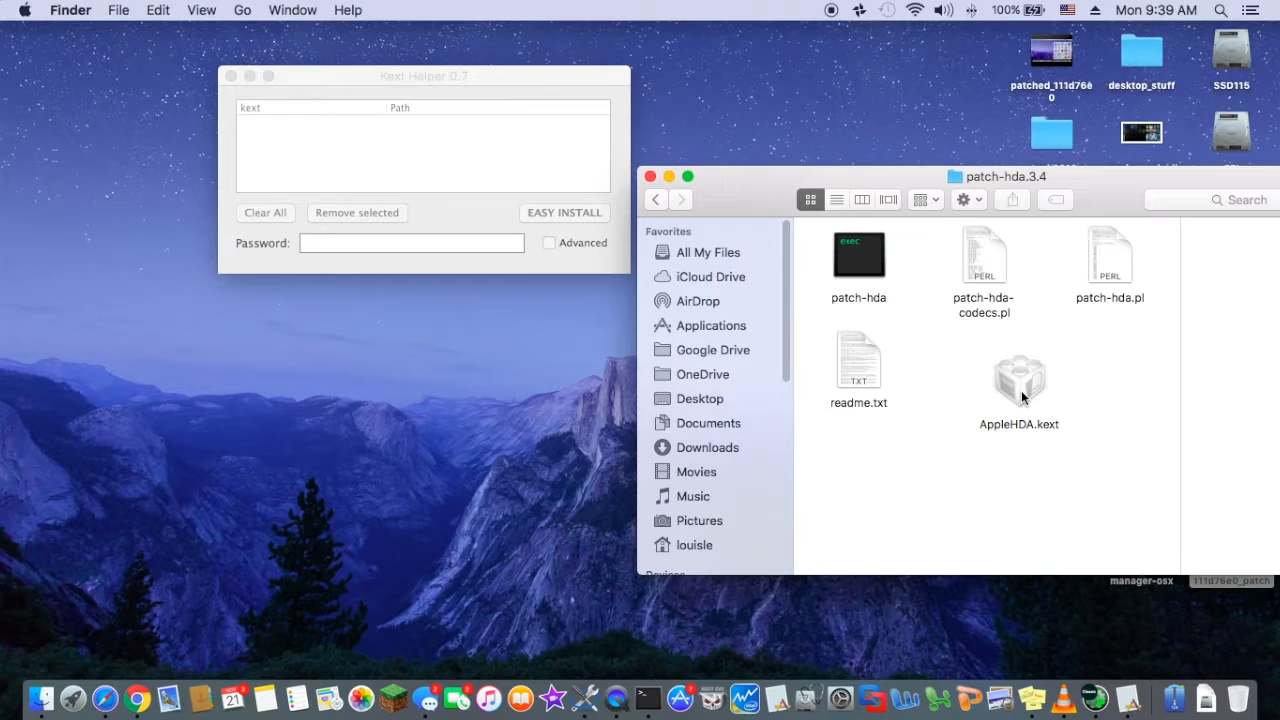 Finder File Edit View Go Window Help
100% Mon 9:39 AM
Kext Helper 0.7
kext Path
Clear All Remove selected EASY INSTALL
Password: Advanced
patched_111d76e
0
desktop_stuff
SSD115
patch-hda.3.4
Search
Favorites
All My Files
iCloud Drive
AirDrop
Applications
Google Drive
OneDrive
Desktop
Documents
Downloads
Movies
Music
Pictures
louisle
exec
patch-hda
PERL
patch-hda-
codecs.pl
PERL
patch-hda.pl
TXT
readme.txt
AppleHDA.kext
manager-osx
111d76e0_patch
NOV
21